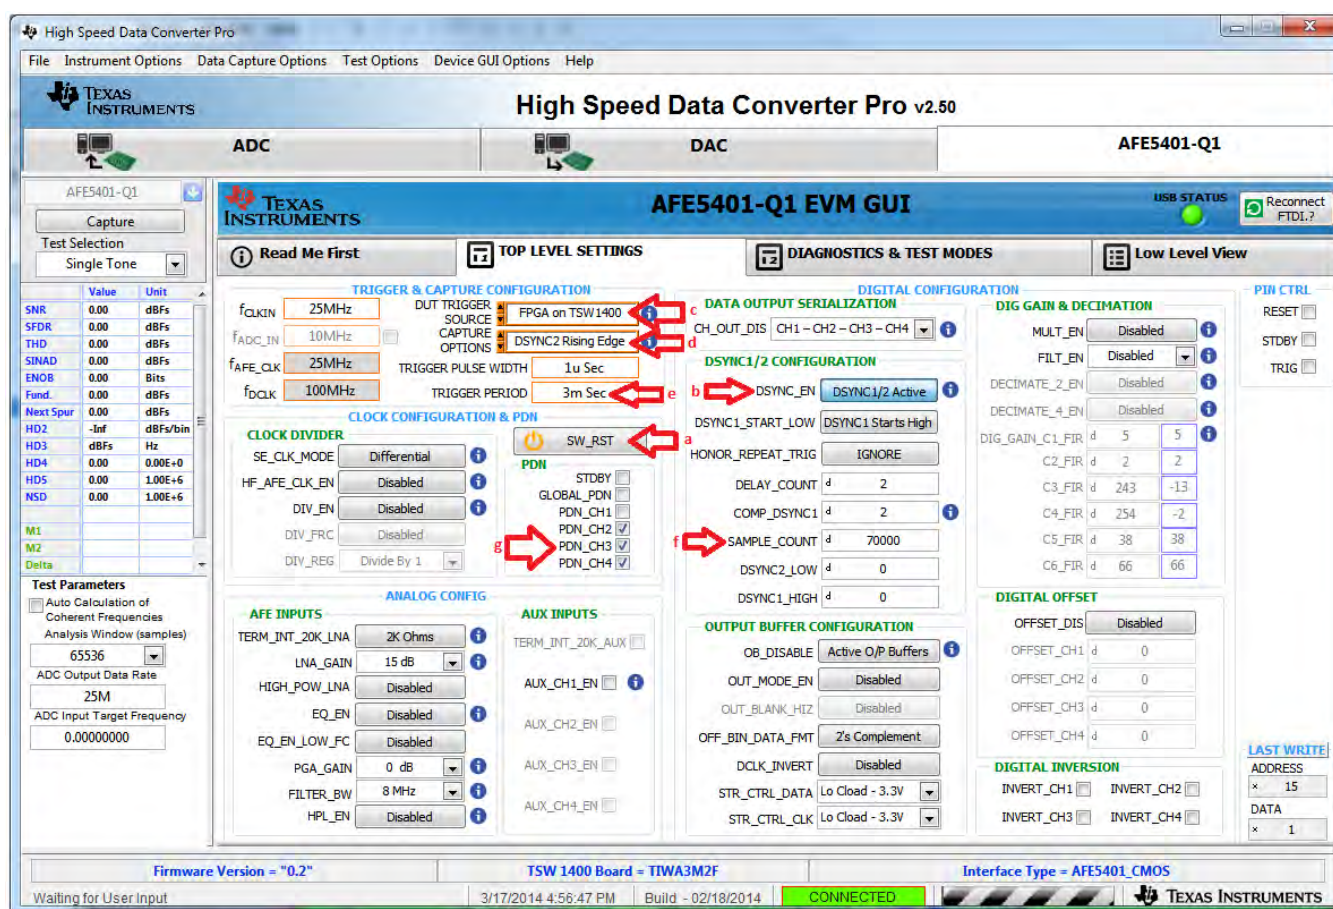 High Speed Data Converter Pro
File Instrument Options Data Capture Options Test Options Device GUI Options Help
TEXAS INSTRUMENTS
High Speed Data Converter Pro v2.50
ADC
DAC
AFE5401-Q1
AFE5401-Q1
Capture
Test Selection
Single Tone
Value Unit
SNR 0.00 dBFs
SFDR 0.00 dBFs
THD 0.00 dBFs
SINAD 0.00 dBFs
ENOB 0.00 Bits
Fund. 0.00 dBFs
Next Spur 0.00 dBFs
HD2 -Inf dBFs/bin
HD3 dBFs Hz
HD4 0.00 0.00E+0
HD5 0.00 1.00E+6
NSD 0.00 1.00E+6
M1
M2
Delta
Test Parameters
Auto Calculation of
Coherent Frequencies
Analysis Window (samples)
65536
ADC Output Data
Rate
25M
ADC Input Target Frequency
0.00000000
TEXAS INSTRUMENTS
AFE5401-Q1 EVM GUI
USB STATUS
Reconnect
FTDI.?
Read Me First
TOP LEVEL SETTINGS
DIAGNOSTICS & TEST MODES
Low Level View
TRIGGER & CAPTURE CONFIGURATION
fCLKIN 25MHz
fADC_IN 10MHz
fAFE_CLK 25MHz
fDCLK 100MHz
DUT TRIGGER SOURCE FPGA on TSW1400 c
CAPTURE OPTIONS DSYNC2 Rising Edge d
TRIGGER PULSE WIDTH 1u Sec
TRIGGER PERIOD 3m Sec e
CLOCK CONFIGURATION & PDN
CLOCK DIVIDER
SE_CLK_MODE Differential
HF_AFE_CLK_EN Disabled
DIV_EN Disabled
DIV_FRC Disabled
DIV_REG Divide By 1
SW_RST a
PDN
STDBY
GLOBAL_PDN
PDN_CH1
PDN_CH2
g PDN_CH3
PDN_CH4
ANALOG CONFIG
AFE INPUTS
TERM_INT_20K_LNA 2K Ohms
LNA_GAIN 15 dB
HIGH_POW_LNA Disabled
EQ_EN Disabled
EQ_EN_LOW_FC Disabled
PGA_GAIN 0 dB
FILTER_BW 8 MHz
HPL_EN Disabled
AUX INPUTS
TERM_INT_20K_AUX
AUX_CH1_EN
AUX_CH2_EN
AUX_CH3_EN
AUX_CH4_EN
DIGITAL CONFIGURATION
DATA OUTPUT SERIALIZATION
CH_OUT_DIS CH1 – CH2 – CH3 – CH4
DSYNC1/2 CONFIGURATION
b DSYNC_EN DSYNC1/2 Active
DSYNC1_START_LOW DSYNC1 Starts High
HONOR_REPEAT_TRIG IGNORE
DELAY_COUNT d 2
COMP_DSYNC1 d 2
f SAMPLE_COUNT d 70000
DSYNC2_LOW d 0
DSYNC1_HIGH d 0
OUTPUT BUFFER CONFIGURATION
OB_DISABLE Active O/P Buffers
OUT_MODE_EN Disabled
OUT_BLANK_HIZ Disabled
OFF_BIN_DATA_FMT 2's Complement
DCLK_INVERT Disabled
STR_CTRL_DATA Lo Cload - 3.3V
STR_CTRL_CLK Lo Cload - 3.3V
DIG GAIN & DECIMATION
MULT_EN Disabled
FILT_EN Disabled
DECIMATE_2_EN Disabled
DECIMATE_4_EN Disabled
DIG_GAIN_C1_FIR d 5 5
C2_FIR d 2 2
C3_FIR d 243 -13
C4_FIR d 254 -2
C5_FIR d 38 38
C6_FIR d 66 66
DIGITAL OFFSET
OFFSET_DIS Disabled
OFFSET_CH1 d 0
OFFSET_CH2 d 0
OFFSET_CH3 d 0
OFFSET_CH4 d 0
DIGITAL INVERSION
INVERT_CH1 INVERT_CH2
INVERT_CH3 INVERT_CH4
PIN CTRL
RESET
STDBY
TRIG
LAST WRITE
ADDRESS
x 15
DATA
x 1
Firmware Version = "0.2"
TSW 1400 Board = TIWA3M2F
Interface Type = AFE5401_CMOS
Waiting for User Input
3/17/2014 4:56:47 PM
Build - 02/18/2014
CONNECTED
TEXAS INSTRUMENTS